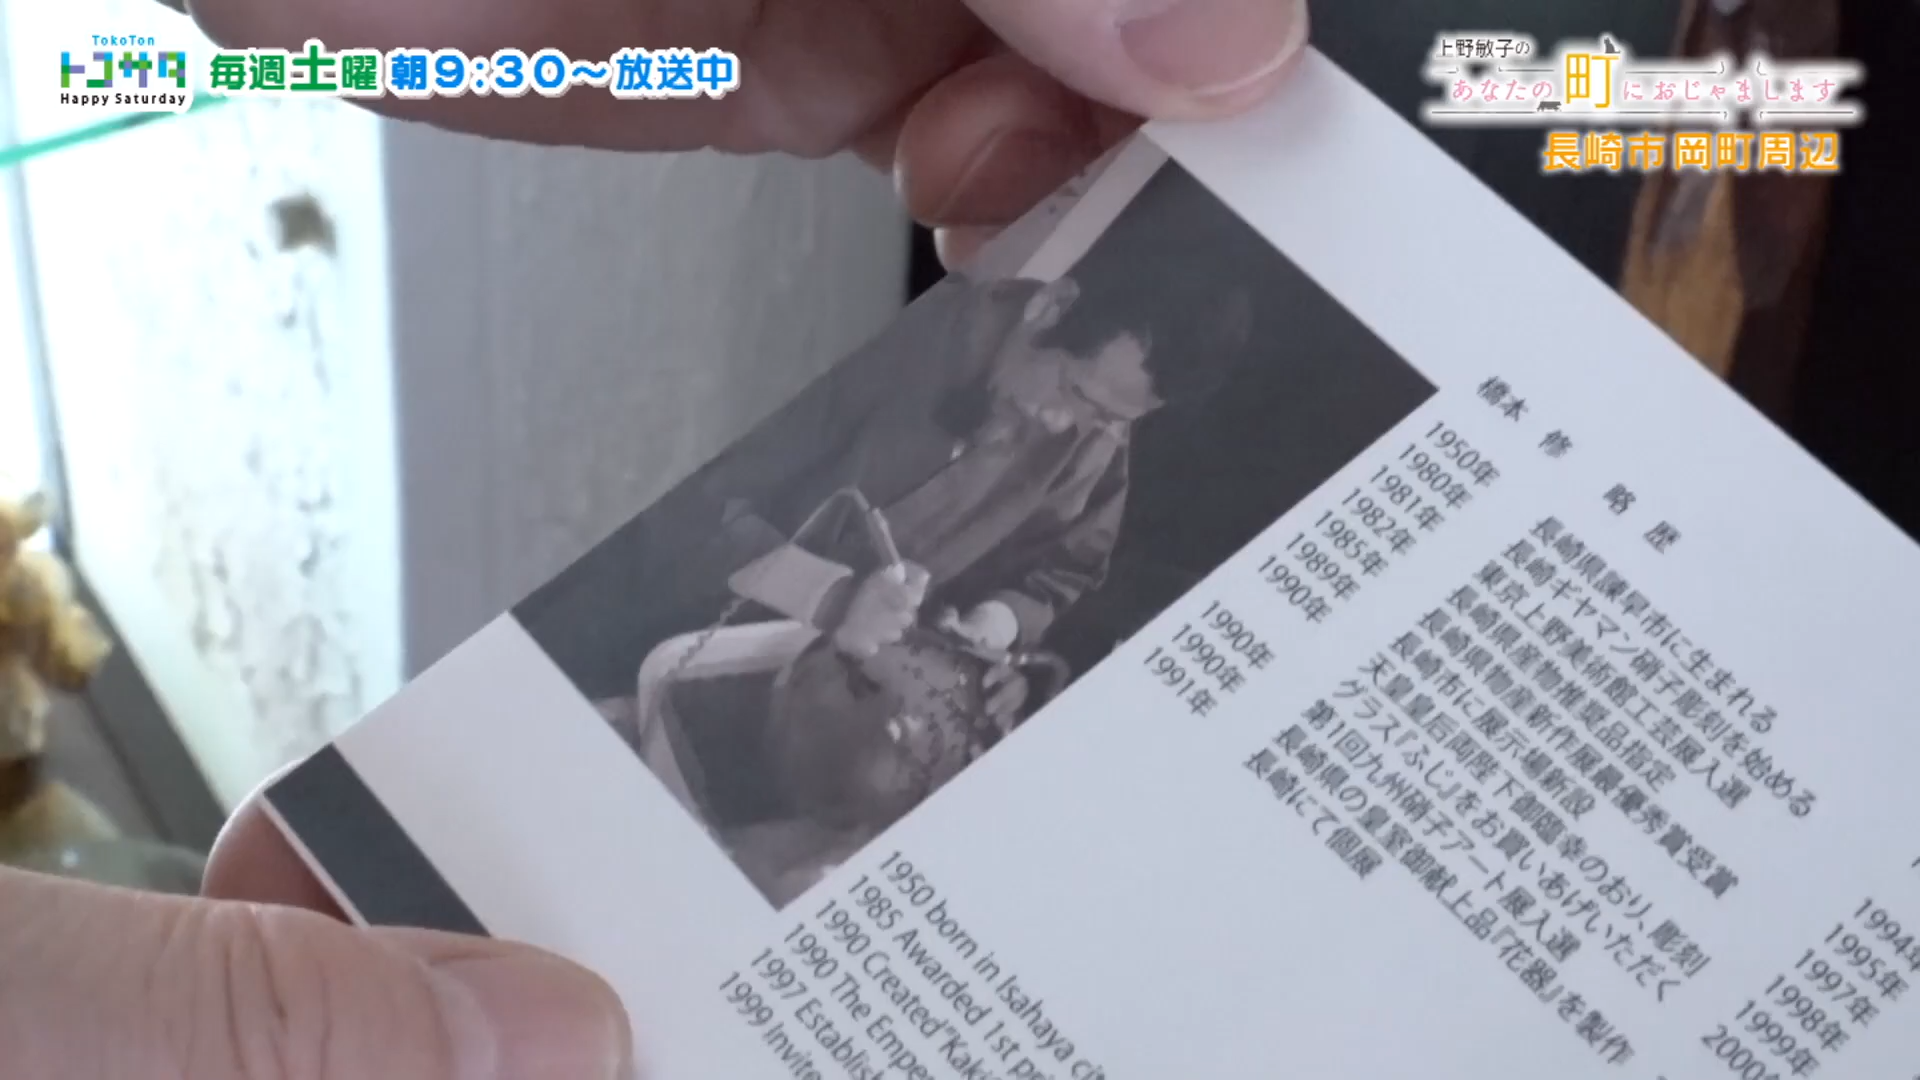 TokoTon
トコサタ
Happy Saturday
毎週土曜 朝9:30~放送中
上野敏子の
あなたの町におじゃまします
長崎市岡町周辺
橋本 修 略歴
1950年 長崎県諫早市に生まれる
1980年 長崎ギヤマン硝子彫刻を始める
1981年 東京上野美術館工芸展入選
1982年 長崎県産物推奨品指定
1985年 長崎県物産新作展最優秀賞受賞
1989年 長崎市に展示場新設
1990年 天皇皇后両陛下御臨幸のおり、彫刻
グラス『ふじ』をお買いあげいただく
1990年 第1回九州硝子アート展入選
1990年 長崎県の皇室御献上品『花器』を製作
1991年 長崎にて個展
1994年
1995年
1997年
1998年
1999年
2000年
1950 born in Isahaya
1985 Awarded 1st
1990 Created
1990 The
1997
1999